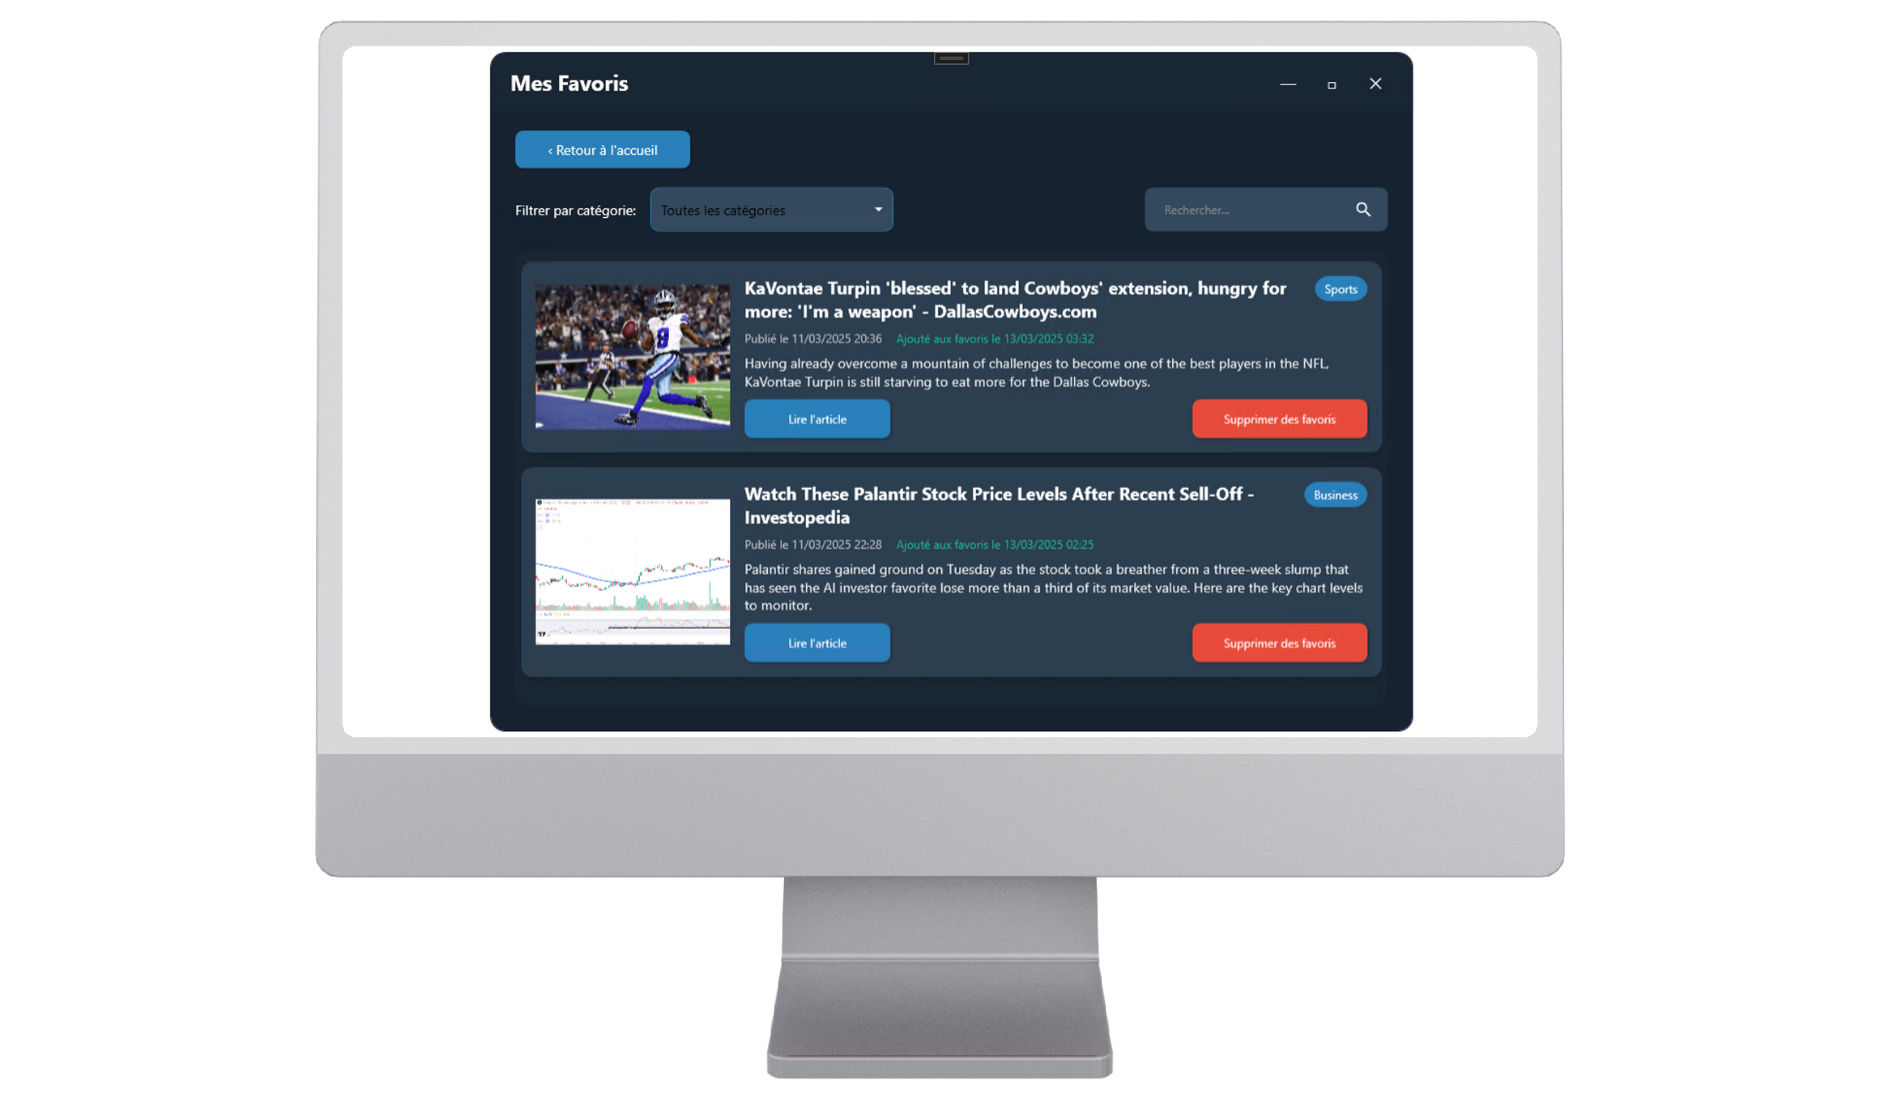 Mes Favoris
‹ Retour à l'accueil
Filtrer par catégorie:
Toutes les catégories
Rechercher...
KaVontae Turpin 'blessed' to land Cowboys' extension, hungry for
more: 'I'm a weapon' - DallasCowboys.com
Sports
Publié le 11/03/2025 20:36
Ajouté aux favoris le 13/03/2025 03:32
Having already overcome a mountain of challenges to become one of the best players in the NFL,
KaVontae Turpin is still starving to eat more for the Dallas Cowboys.
Lire l'article
Supprimer des favoris
9
Watch These Palantir Stock Price Levels After Recent Sell-Off -
Investopedia
Business
Publié le 11/03/2025 22:28
Ajouté aux favoris le 13/03/2025 02:25
Palantir shares gained ground on Tuesday as the stock took a breather from a three-week slump that
has seen the AI investor favorite lose more than a third of its market value. Here are the key chart levels
to monitor.
Lire l'article
Supprimer des favoris